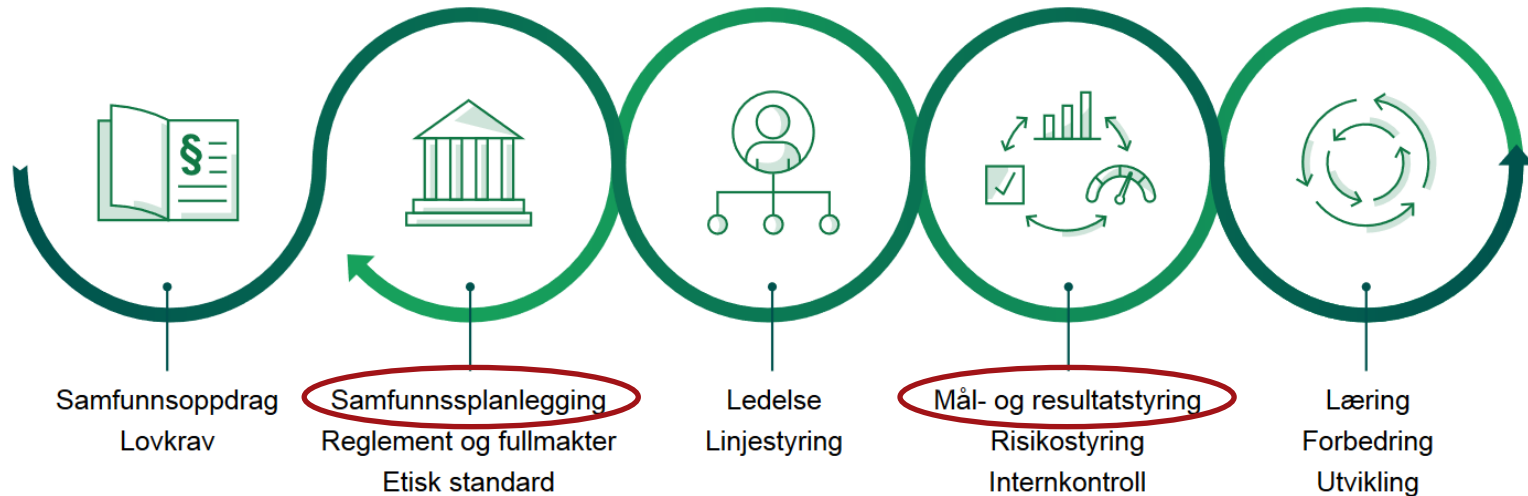 §
Samfunnsoppdrag
Lovkrav
Samfunnssplanlegging
Reglement og fullmakter
Etisk standard
Ledelse
Linjestyring
Mål- og resultatstyring
Risikostyring
Internkontroll
Læring
Forbedring
Utvikling